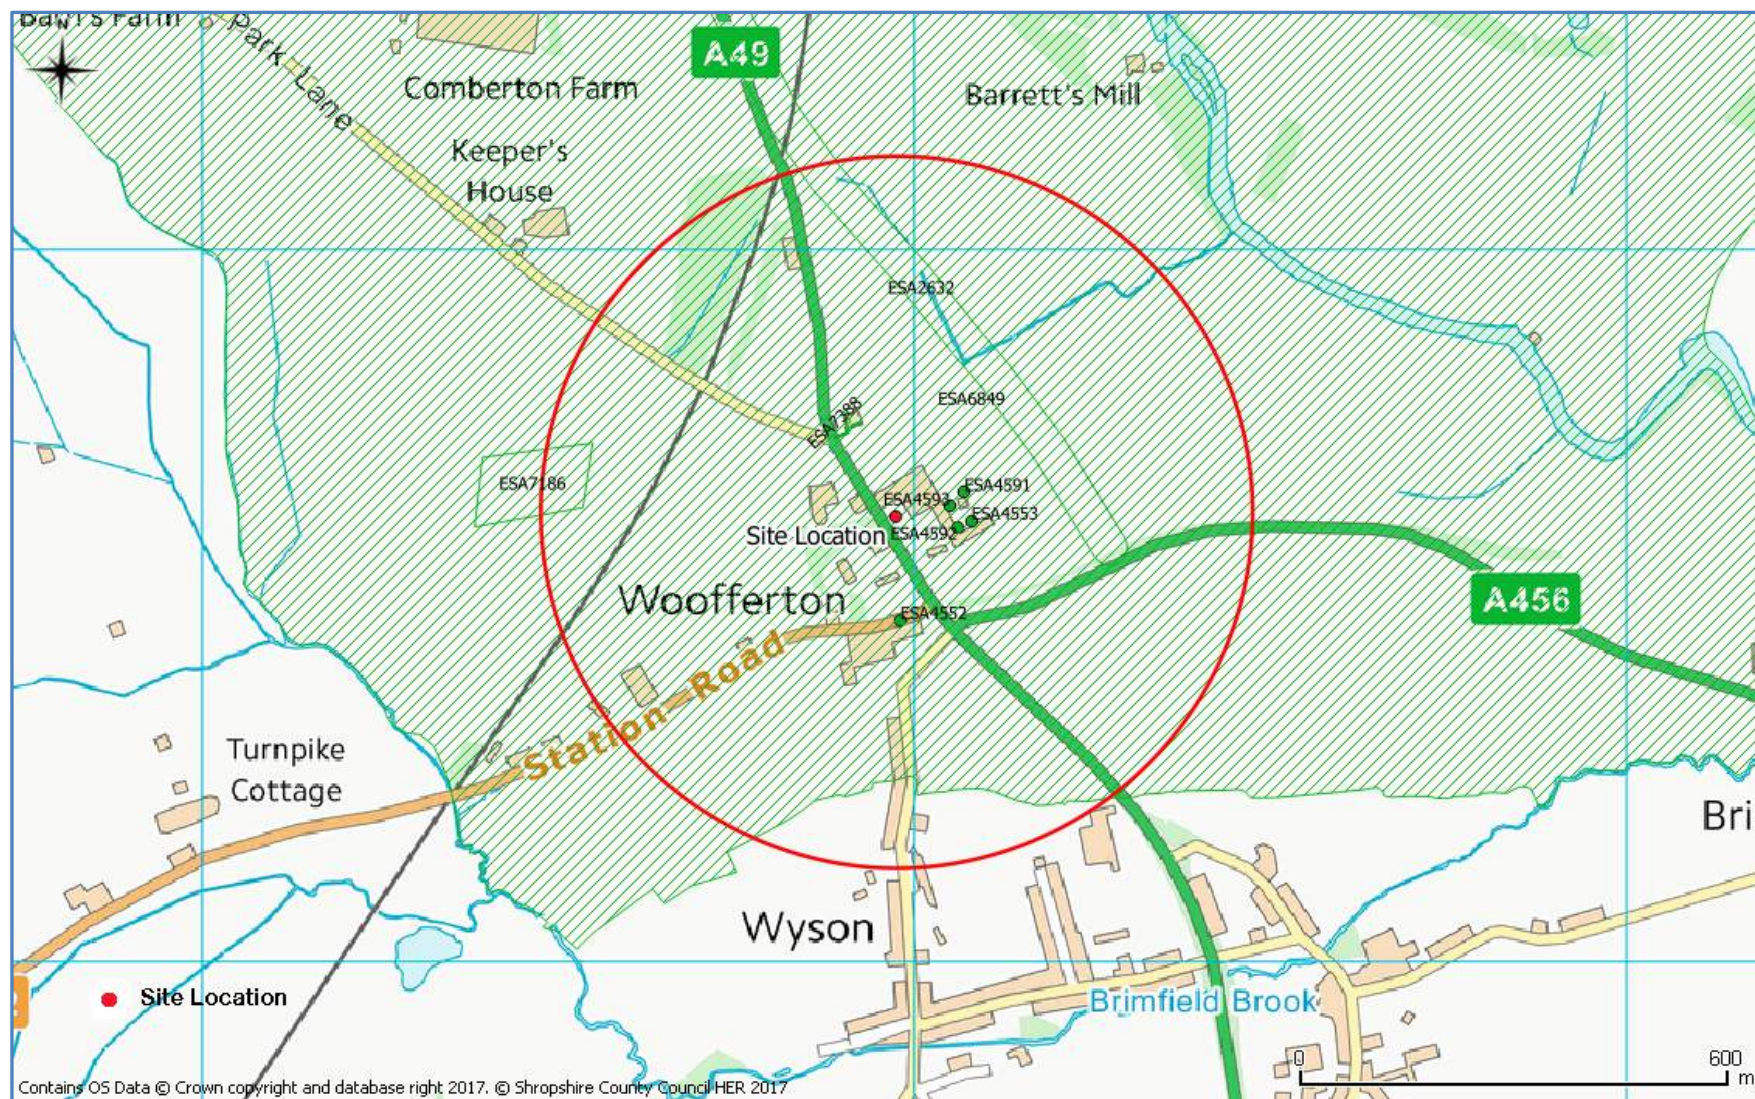 N
Park Lane
A49
Comberton Farm
Barrett's Mill
Keeper's
House
ESA2632
ESA6849
ESA7388
ESA7186
ESA4591
ESA4593
ESA4553
ESA4592
Site Location
Woofferton
A456
ESA4552
Station Road
Turnpike
Cottage
Bri
Wyson
Site Location
Brimfield Brook
0
600
m
Contains OS Data © Crown copyright and database right 2017. © Shropshire County Council HER 2017